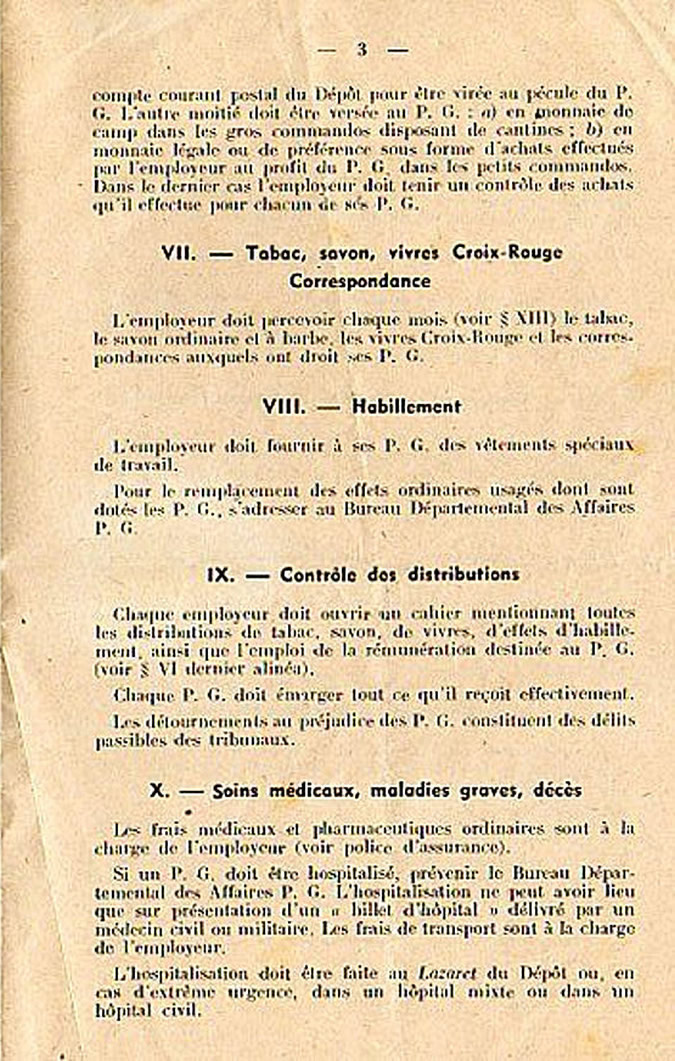 — 3 —
compte courant postal du Dépôt pour être virée au pécule du P.
G. L'autre moitié doit être versée au P. G. : a) en monnaie de
camp dans les gros commandos disposant de cantines ; b) en
monnaie légale ou de préférence sous forme d'achats effectués
par l'employeur au profit du P. G. dans les petits commandos.
Dans le dernier cas l'employeur doit tenir un contrôle des achats
qu'il effectue pour chacun de ses P. G.
VII. — Tabac, savon, vivres Croix-Rouge
Correspondance
L'employeur doit percevoir chaque mois (voir § XIII) le tabac,
le savon ordinaire et à barbe, les vivres Croix-Rouge et les corres-
pondances auxquels ont droit ses P. G.
VIII. — Habillement
L'employeur doit fournir à ses P. G. des vêtements spéciaux
de travail.
Pour le remplacement des effets ordinaires usagés dont sont
dotés les P. G., s'adresser au Bureau Départemental des Affaires
P. G.
IX. — Contrôle des distributions
Chaque employeur doit ouvrir un cahier mentionnant toutes
les distributions de tabac, savon, de vivres, d'effets d'habille-
ment, ainsi que l'emploi de la rémunération destinée au P. G.
(voir § VI dernier alinéa).
Chaque P. G. doit émarger tout ce qu'il reçoit effectivement.
Les détournements au préjudice des P. G. constituent des délits
passibles des tribunaux.
X. — Soins médicaux, maladies graves, décès
Les frais médicaux et pharmaceutiques ordinaires sont à la
charge de l'employeur (voir police d'assurance).
Si un P. G. doit être hospitalisé, prévenir le Bureau Dépar-
temental des Affaires P. G. L'hospitalisation ne peut avoir lieu
que sur présentation d'un « billet d'hôpital » délivré par un
médecin civil ou militaire. Les frais de transport sont à la charge
de l'employeur.
L'hospitalisation doit être faite au Lazaret du Dépôt ou, en
cas d'extrême urgence, dans un hôpital mixte ou dans un
hôpital civil.